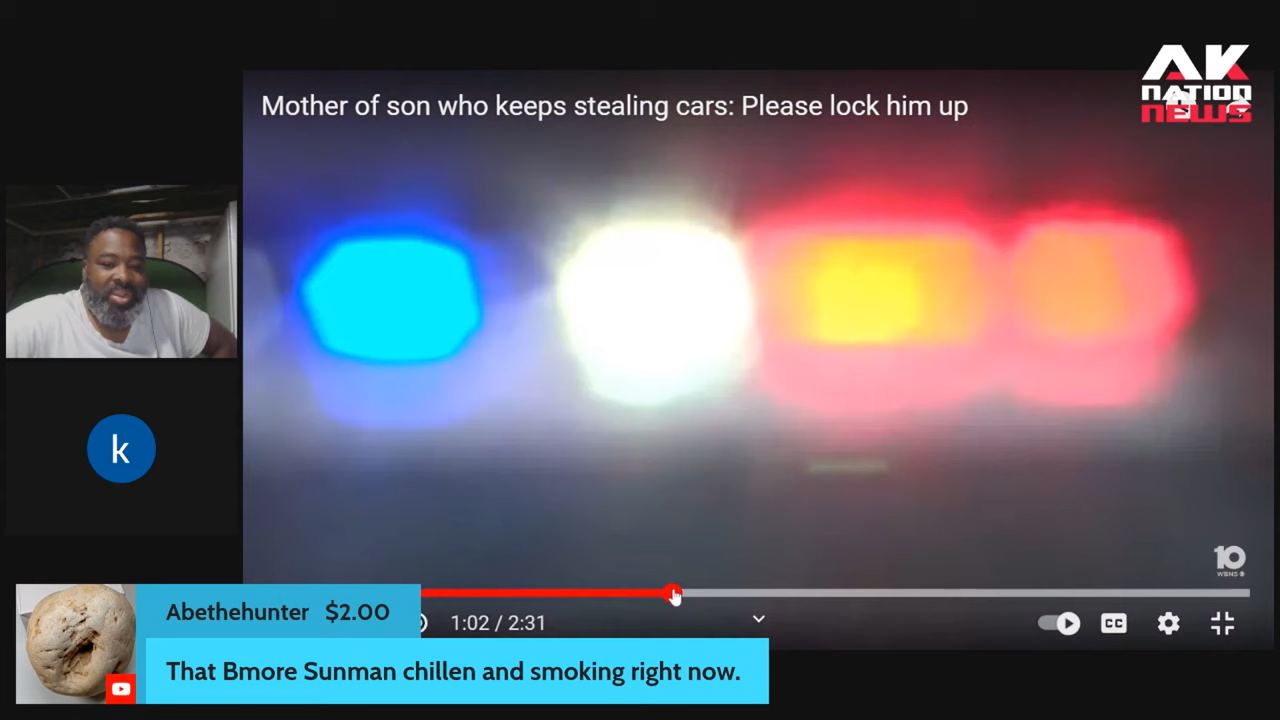 AK
NATION
NEWS
Mother of son who keeps stealing cars: Please lock him up
k
10
WBNS
Abethehunter $2.00
1:02 / 2:31
CC
That Bmore Sunman chillen and smoking right now.